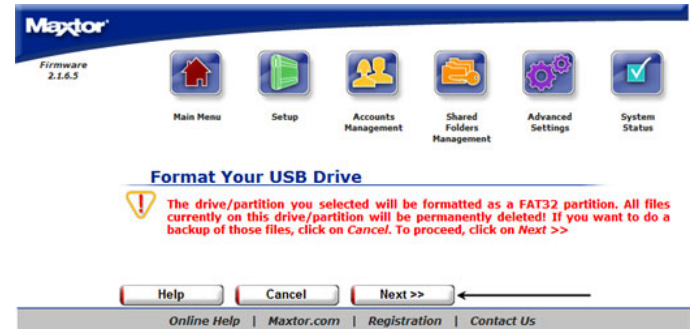 Maxtor
Firmware
2.1.6.5
Main Menu
Setup
Accounts
Management
Shared
Folders
Management
Advanced
Settings
System
Status
Format Your USB Drive
The drive/partition you selected will be formatted as a FAT32 partition. All files
currently on this drive/partition will be permanently deleted! If you want to do a
backup of those files, click on Cancel. To proceed, click on Next >>
Help
Cancel
Next >>
Online Help | Maxtor.com | Registration | Contact Us